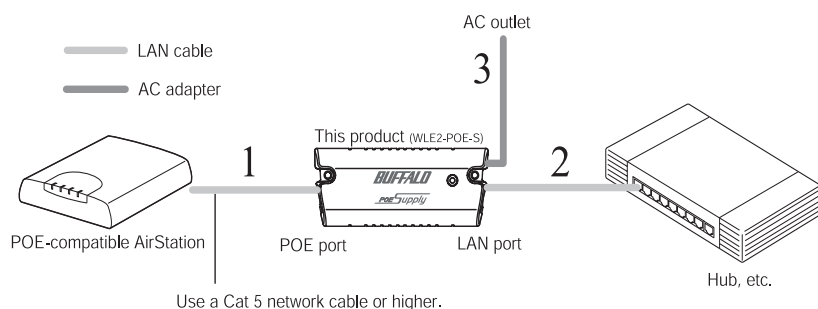 AC outlet
LAN cable
3
AC adapter
This product (WLE2-POE-S)
1
2
BUFFALO
POE Supply
POE-compatible AirStation
POE port
LAN port
Hub, etc.
Use a Cat 5 network cable or higher.